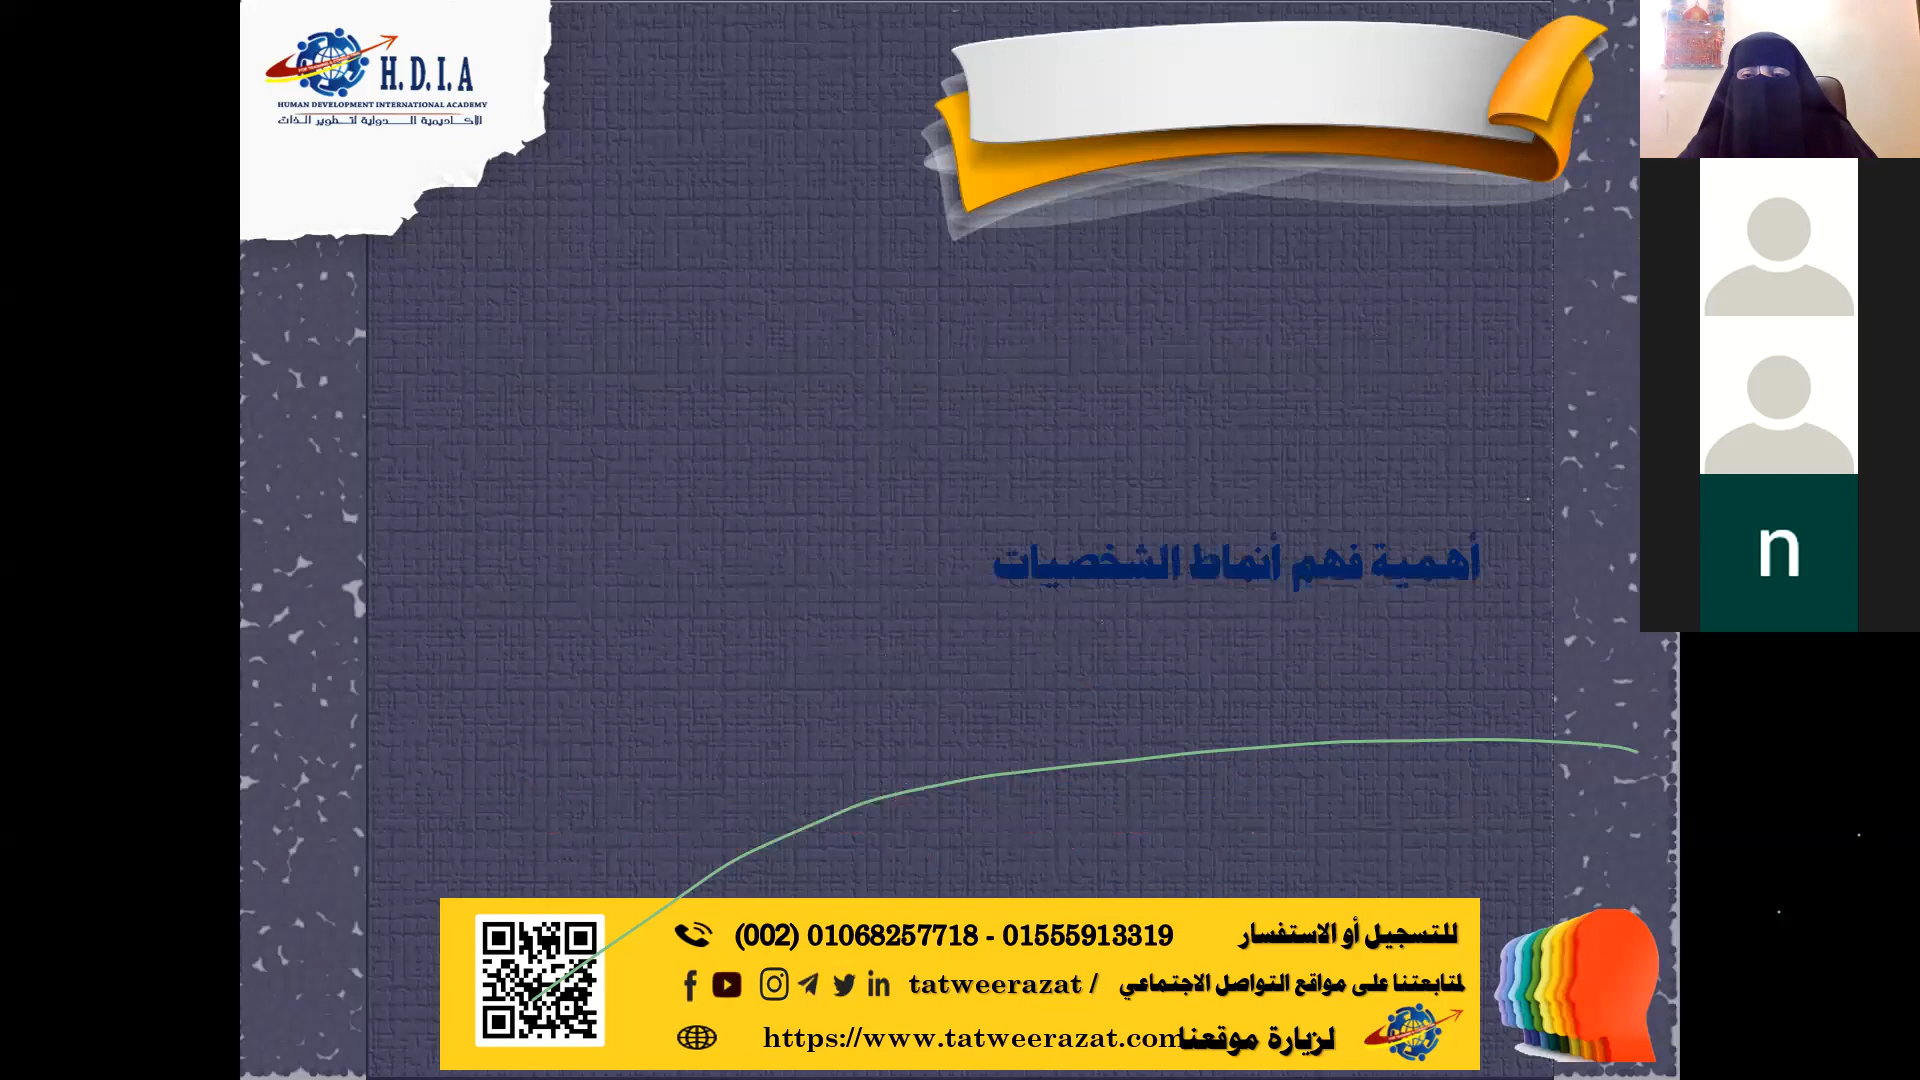 H.D.I.A
HUMAN DEVELOPMENT INTERNATIONAL ACADEMY
الأكاديمية الدولية لتطوير الذات
أهمية فهم أنماط الشخصيات
n
للتسجيل أو الاستفسار (002) 01068257718 - 01555913319
لمتابعتنا على مواقع التواصل الاجتماعي / tatweerazat
لزيارة موقعنا https://www.tatweerazat.com